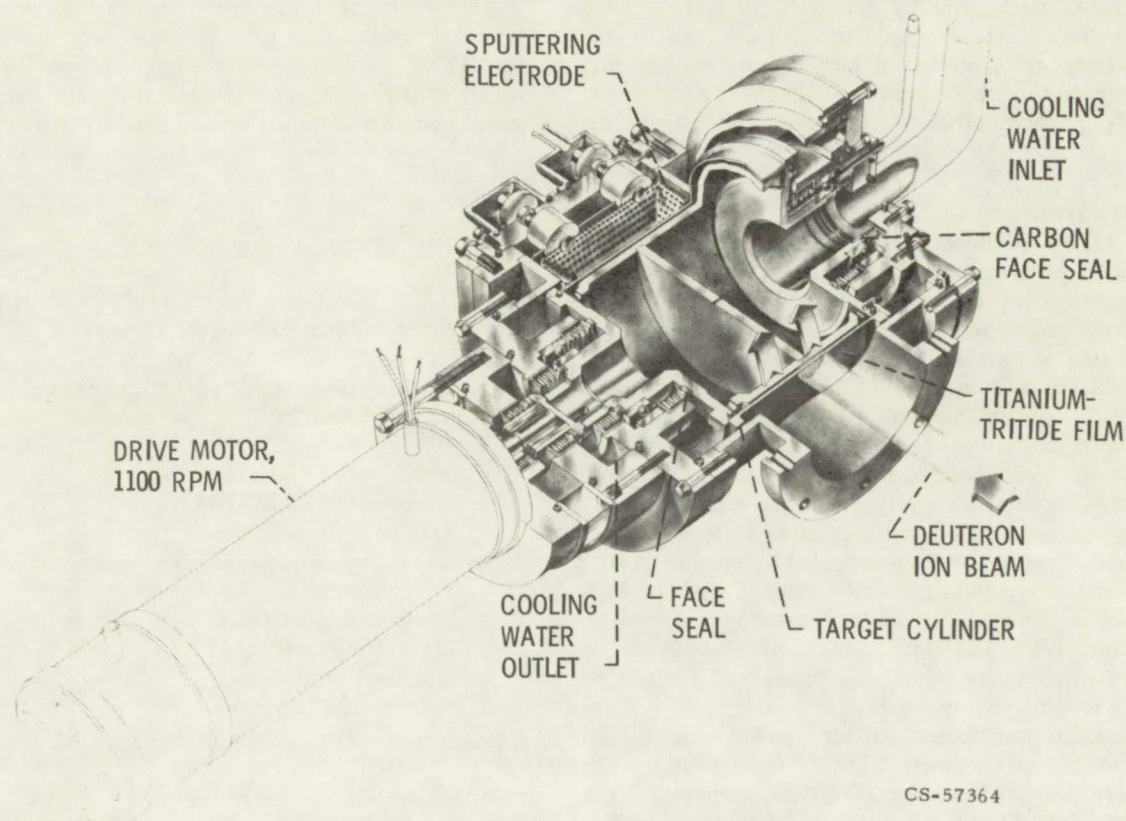 SPUTTERING
ELECTRODE
COOLING
WATER
INLET
CARBON
FACE SEAL
TITANIUM-
TRITIDE FILM
DRIVE MOTOR,
1100 RPM
DEUTERON
ION BEAM
COOLING
WATER
OUTLET
FACE
SEAL
TARGET CYLINDER
CS-57364